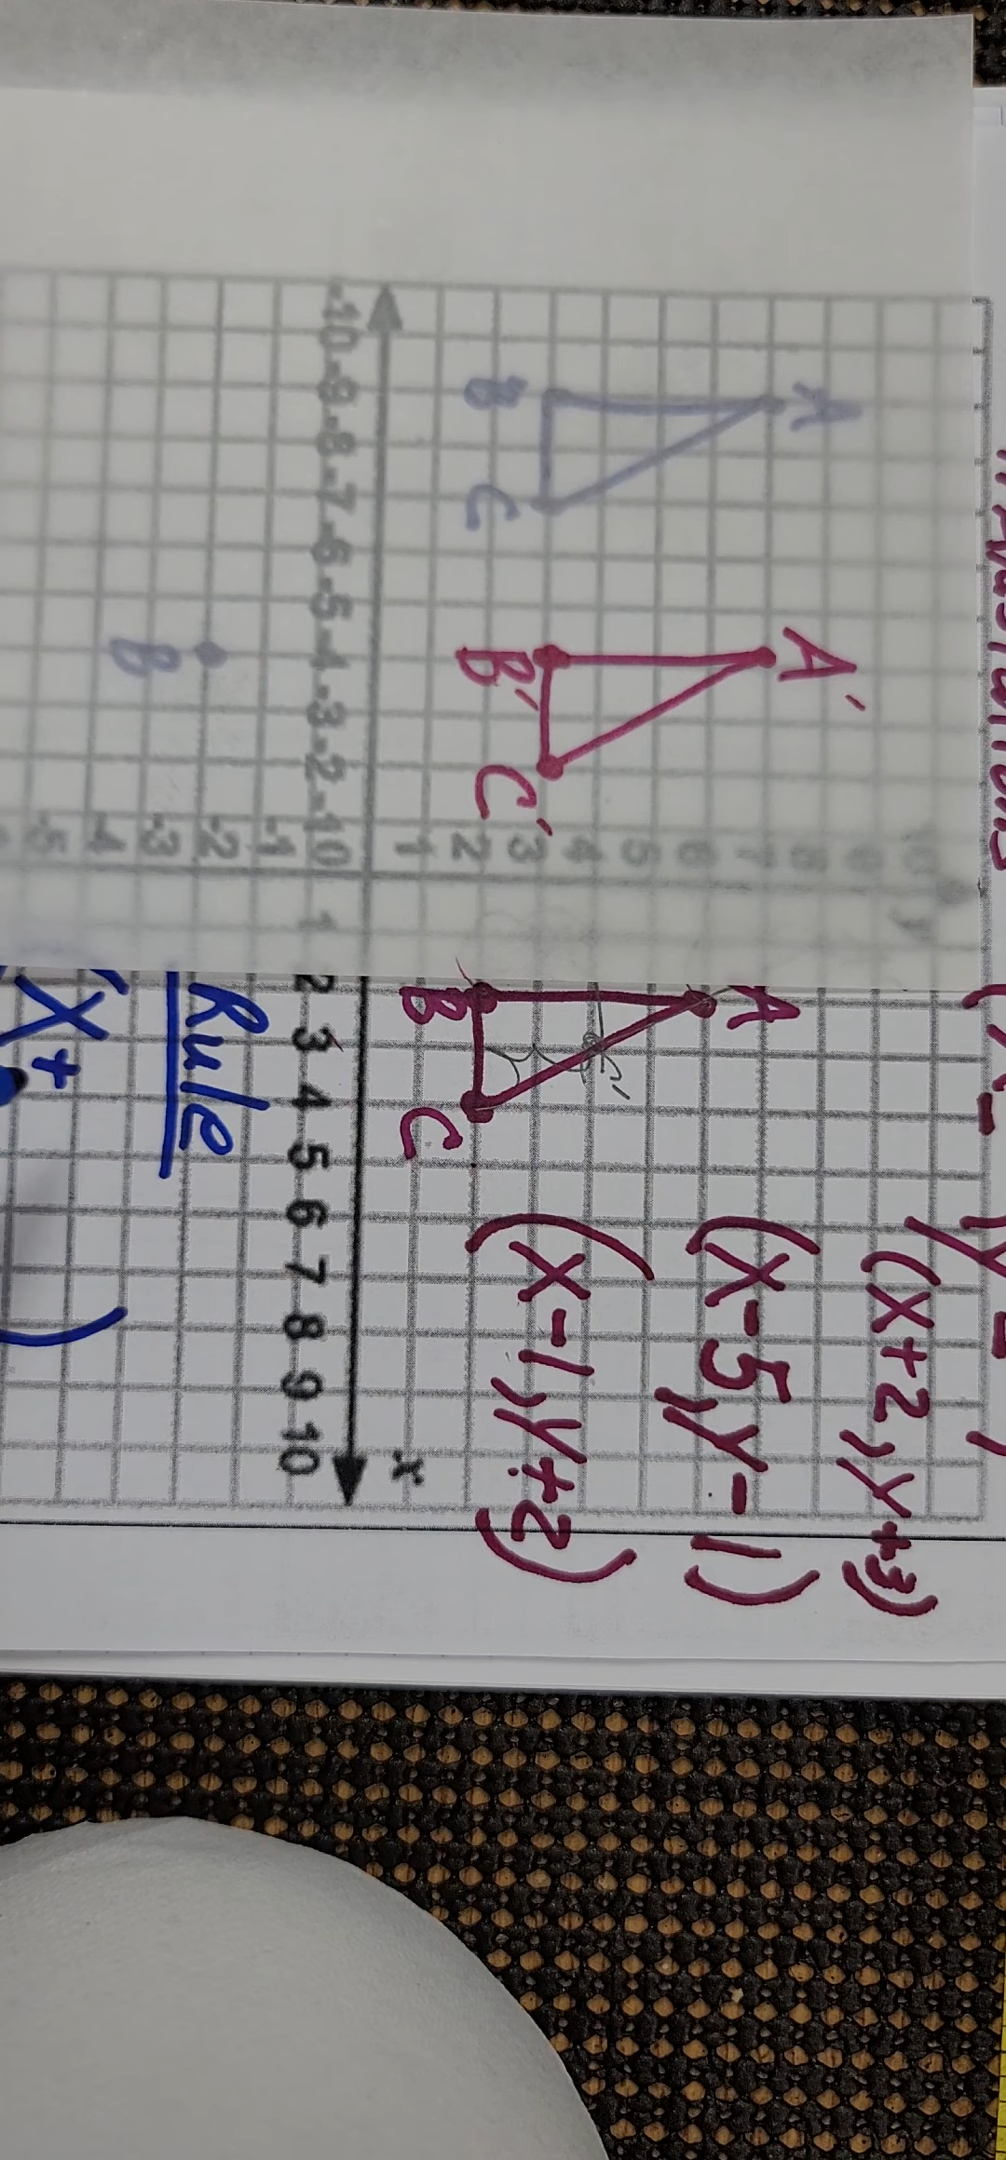 Translations
(x+2, y+3)
(x-5, y-1)
(x-1, y+2)
y
10
9
8
7
6
5
4
3
2
1
A
B
C
A'
B'
C'
A
B
C
C'
x
-10 -9 -8 -7 -6 -5 -4 -3 -2 -1 0 1 2 3 4 5 6 7 8 9 10
-1
-2
-3
-4
-5
B
Rule
(x+ )